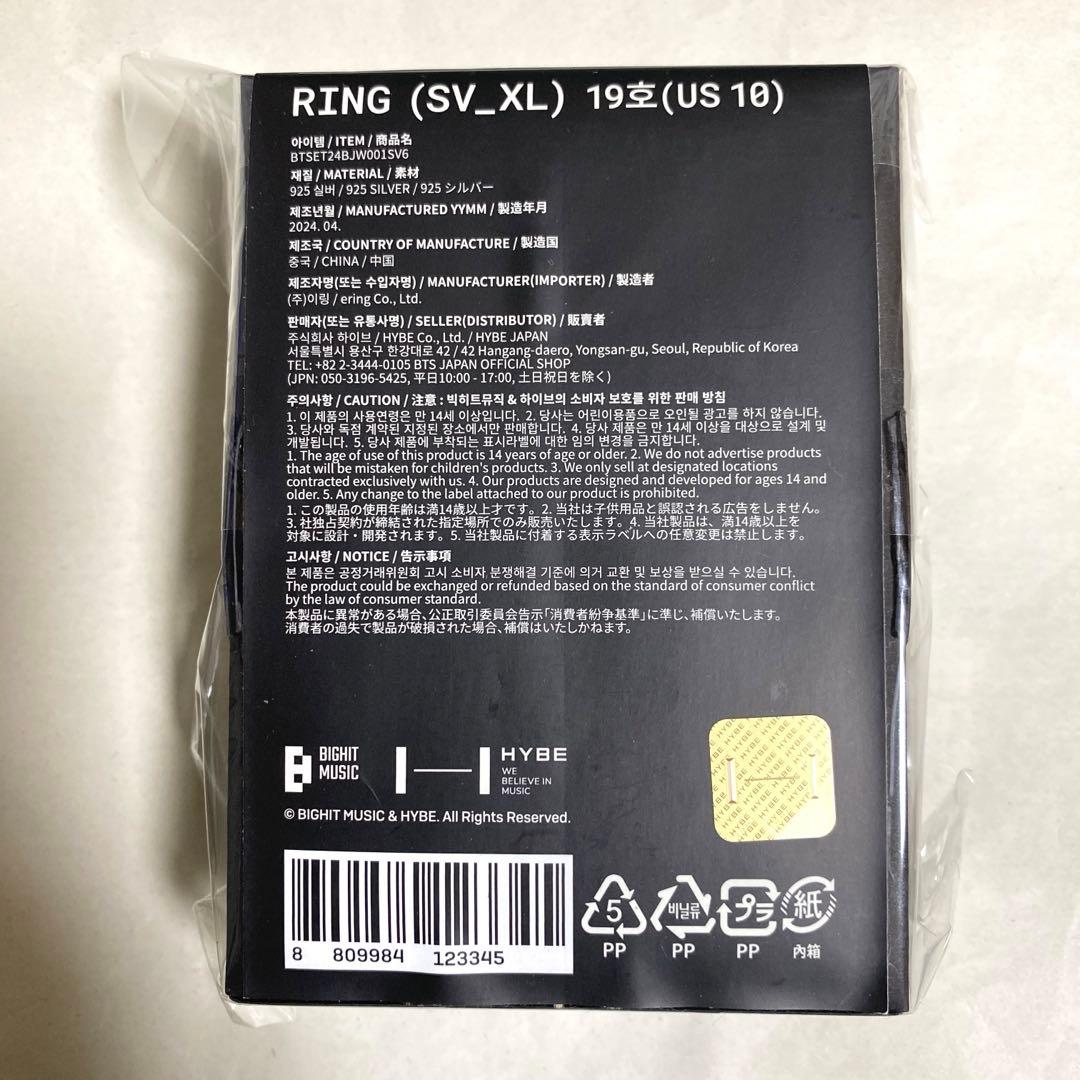 RING (SV_XL) 19호(US 10)
아이템 / ITEM / 商品名
BTSET24BJW001SV6
재질 / MATERIAL / 素材
925 실버 / 925 SILVER / 925 シルバー
제조년월 / MANUFACTURED YYMM / 製造年月
2024. 04.
제조국 / COUNTRY OF MANUFACTURE / 製造国
중국 / CHINA / 中国
제조자명(또는 수입자명) / MANUFACTURER(IMPORTER) / 製造者
(주)이링 / ering Co., Ltd.
판매자(또는 유통사명) / SELLER(DISTRIBUTOR) / 販賣者
주식회사 하이브 / HYBE Co., Ltd. / HYBE JAPAN
서울특별시 용산구 한강대로 42 / 42 Hangang-daero, Yongsan-gu, Seoul, Republic of Korea
TEL: +82 2-3444-0105 BTS JAPAN OFFICIAL SHOP
(JPN: 050-3196-5425, 平日10:00 - 17:00, 土日祝日を除く)
주의사항 / CAUTION / 注意 : 빅히트뮤직 & 하이브의 소비자 보호를 위한 판매 방침
1. 이 제품의 사용연령은 만 14세 이상입니다. 2. 당사는 어린이용품으로 오인될 광고를 하지 않습니다.
3. 당사와 독점 계약된 지정된 장소에서만 판매합니다. 4. 당사 제품은 만 14세 이상을 대상으로 설계 및
개발됩니다. 5. 당사 제품에 부착되는 표시라벨에 대한 임의 변경을 금지합니다.
1. The age of use of this product is 14 years of age or older. 2. We do not advertise products
that will be mistaken for children's products. 3. We only sell at designated locations
contracted exclusively with us. 4. Our products are designed and developed for ages 14 and
older. 5. Any change to the label attached to our product is prohibited.
1. この製品の使用年齢は満14歳以上才です。2. 当社は子供用品と誤認される広告をしません。
3. 社独占契約が締結された指定場所でのみ販売いたします。4. 当社製品は、満14歳以上を
対象に設計・開発されます。5. 当社製品に付着する表示ラベルへの任意変更は禁止します。
고시사항 / NOTICE / 告示事項
본 제품은 공정거래위원회 고시 소비자 분쟁해결 기준에 의거 교환 및 보상을 받으실 수 있습니다.
The product could be exchanged or refunded based on the standard of consumer conflict
by the law of consumer standard.
本製品に異常がある場合、公正取引委員会告示「消費者紛争基準」に準じ、補償いたします。
消費者の過失で製品が破損された場合、補償はいたしかねます。
BIGHIT
MUSIC
HYBE
WE
BELIEVE IN
MUSIC
© BIGHIT MUSIC & HYBE. All Rights Reserved.
8 809984 123345
5
PP
비닐류
PP
プラ
PP
紙
內箱